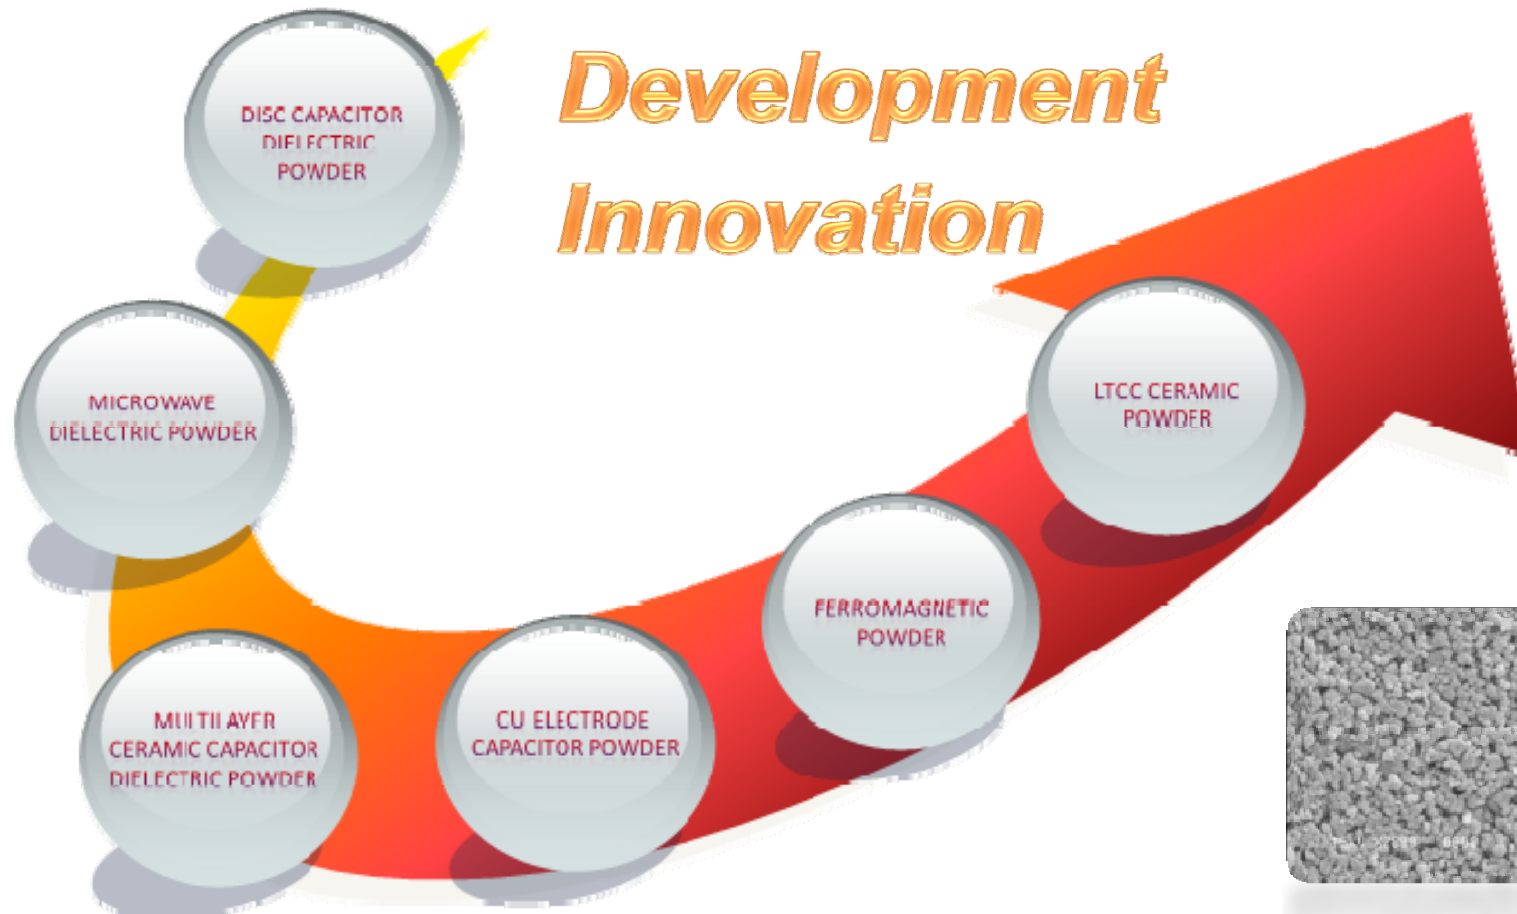 Development
Innovation
DISC CAPACITOR
DIELECTRIC
POWDER
MICROWAVE
DIELECTRIC POWDER
MULTILAYER
CERAMIC CAPACITOR
DIELECTRIC POWDER
CU ELECTRODE
CAPACITOR POWDER
FERROMAGNETIC
POWDER
LTCC CERAMIC
POWDER